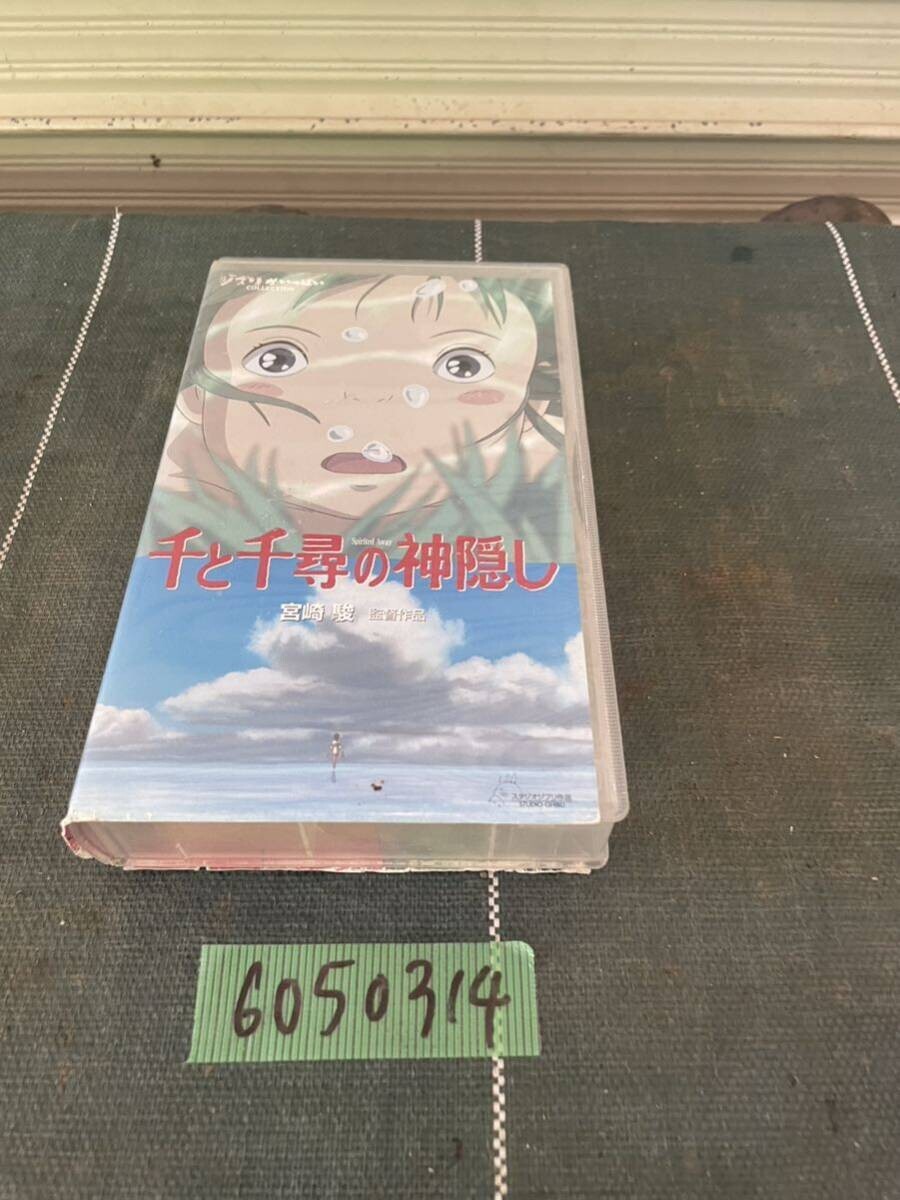 ジブリがいっぱい
COLLECTION
Spirited Away
千と千尋の神隠し
宮崎 駿 監督作品
スタジオジブリ作品
STUDIO GHIBLI
6050314